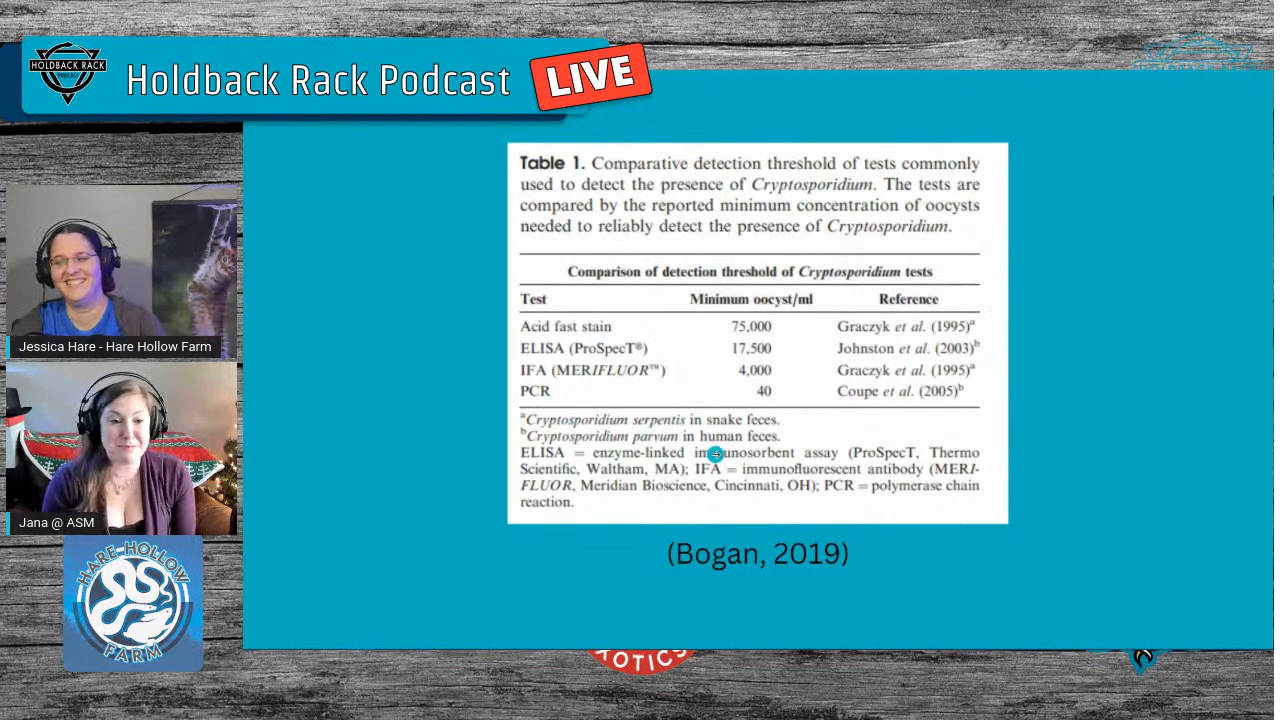 HOLDBACK RACK
PODCAST
Holdback Rack Podcast
LIVE
Table 1. Comparative detection threshold of tests commonly
used to detect the presence of Cryptosporidium. The tests are
compared by the reported minimum concentration of oocysts
needed to reliably detect the presence of Cryptosporidium.
Comparison of detection threshold of Cryptosporidium tests
Test Minimum oocyst/ml Reference
Acid fast stain 75,000 Graczyk et al. (1995)ᵃ
ELISA (ProSpecT®) 17,500 Johnston et al. (2003)ᵇ
IFA (MERIFLUOR™) 4,000 Graczyk et al. (1995)ᵃ
PCR 40 Coupe et al. (2005)ᵇ
ᵃCryptosporidium serpentis in snake feces.
ᵇCryptosporidium parvum in human feces.
ELISA = enzyme-linked immunosorbent assay (ProSpecT, Thermo
Scientific, Waltham, MA); IFA = immunofluorescent antibody (MERI-
FLUOR, Meridian Bioscience, Cincinnati, OH); PCR = polymerase chain
reaction.
(Bogan, 2019)
Jessica Hare - Hare Hollow Farm
Jana @ ASM
HARE HOLLOW
FARM